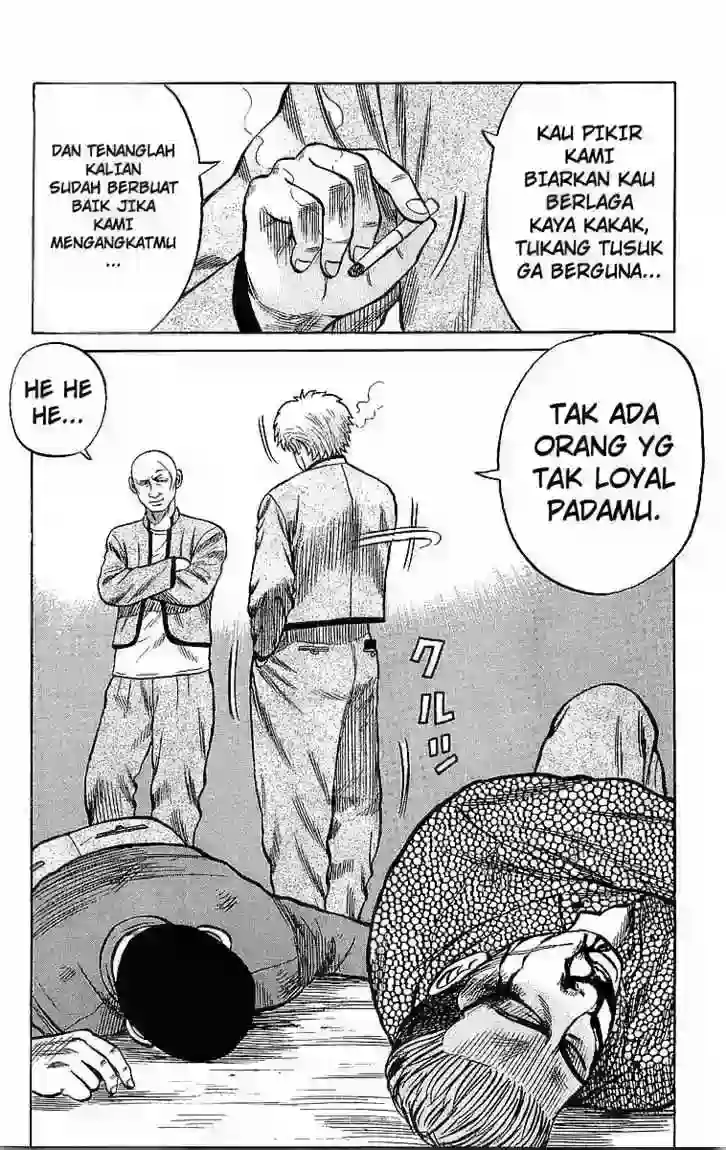 KAU PIKIR
KAMI
BIARKAN KAU
BERLAGA
KAYA KAKAK,
TUKANG TUSUK
GA BERGUNA...
DAN TENANGLAH
KALIAN
SUDAH BERBUAT
BAIK JIKA
KAMI
MENGANGKATMU
...
TAK ADA
ORANG YG
TAK LOYAL
PADAMU.
HE HE
HE...
クルッ